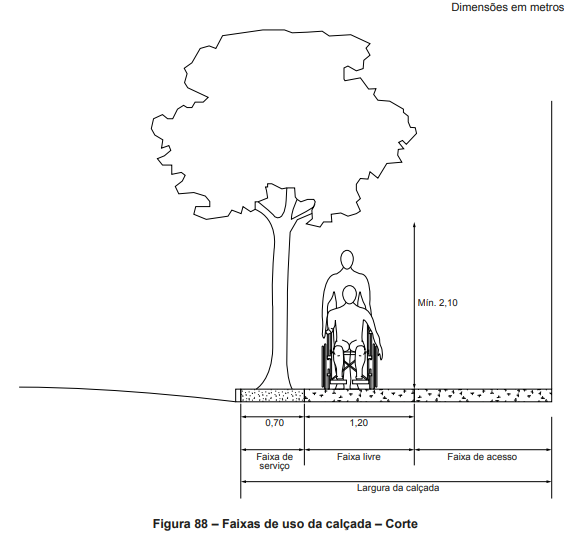 Dimensões em metros
Mín. 2,10
0,70
1,20
Faixa de
serviço
Faixa livre
Faixa de acesso
Largura da calçada
Figura 88 – Faixas de uso da calçada – Corte